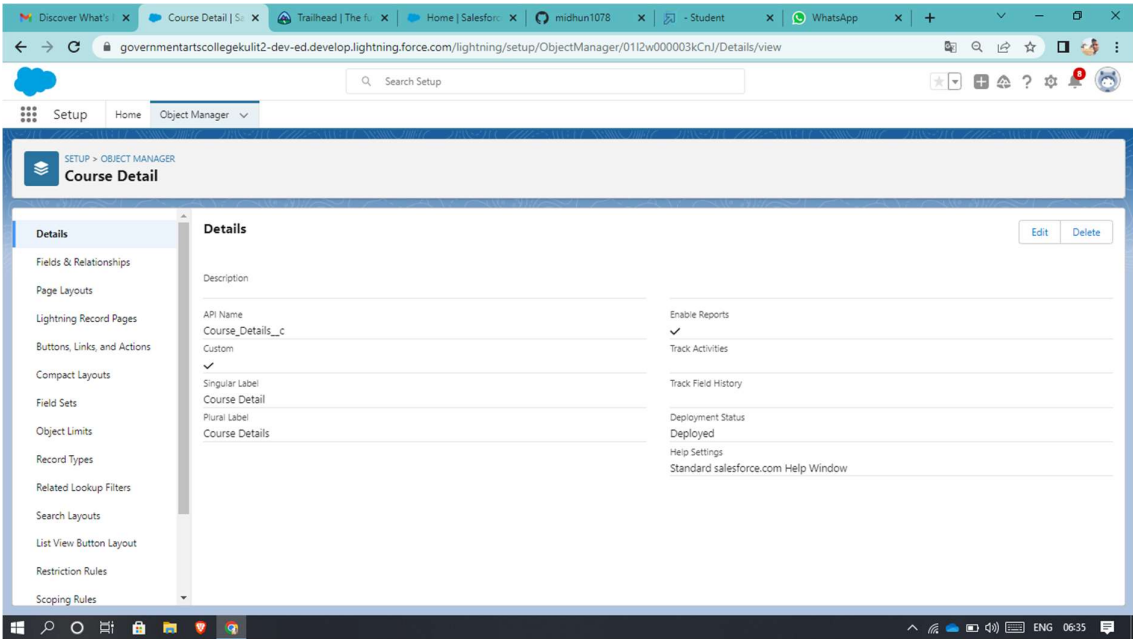 Discover What's
Course Detail | Sa
Trailhead | The fu
Home | Salesforc
midhun1078
- Student
WhatsApp
governmentartscollegekulit2-dev-ed.develop.lightning.force.com/lightning/setup/ObjectManager/01I2w000003kCnJ/Details/view
Search Setup
8
Setup
Home
Object Manager
SETUP > OBJECT MANAGER
Course Detail
Details
Fields & Relationships
Page Layouts
Lightning Record Pages
Buttons, Links, and Actions
Compact Layouts
Field Sets
Object Limits
Record Types
Related Lookup Filters
Search Layouts
List View Button Layout
Restriction Rules
Scoping Rules
Details
Edit
Delete
Description
API Name
Course_Details__c
Custom
Singular Label
Course Detail
Plural Label
Course Details
Enable Reports
Track Activities
Track Field History
Deployment Status
Deployed
Help Settings
Standard salesforce.com Help Window
ENG 06:35